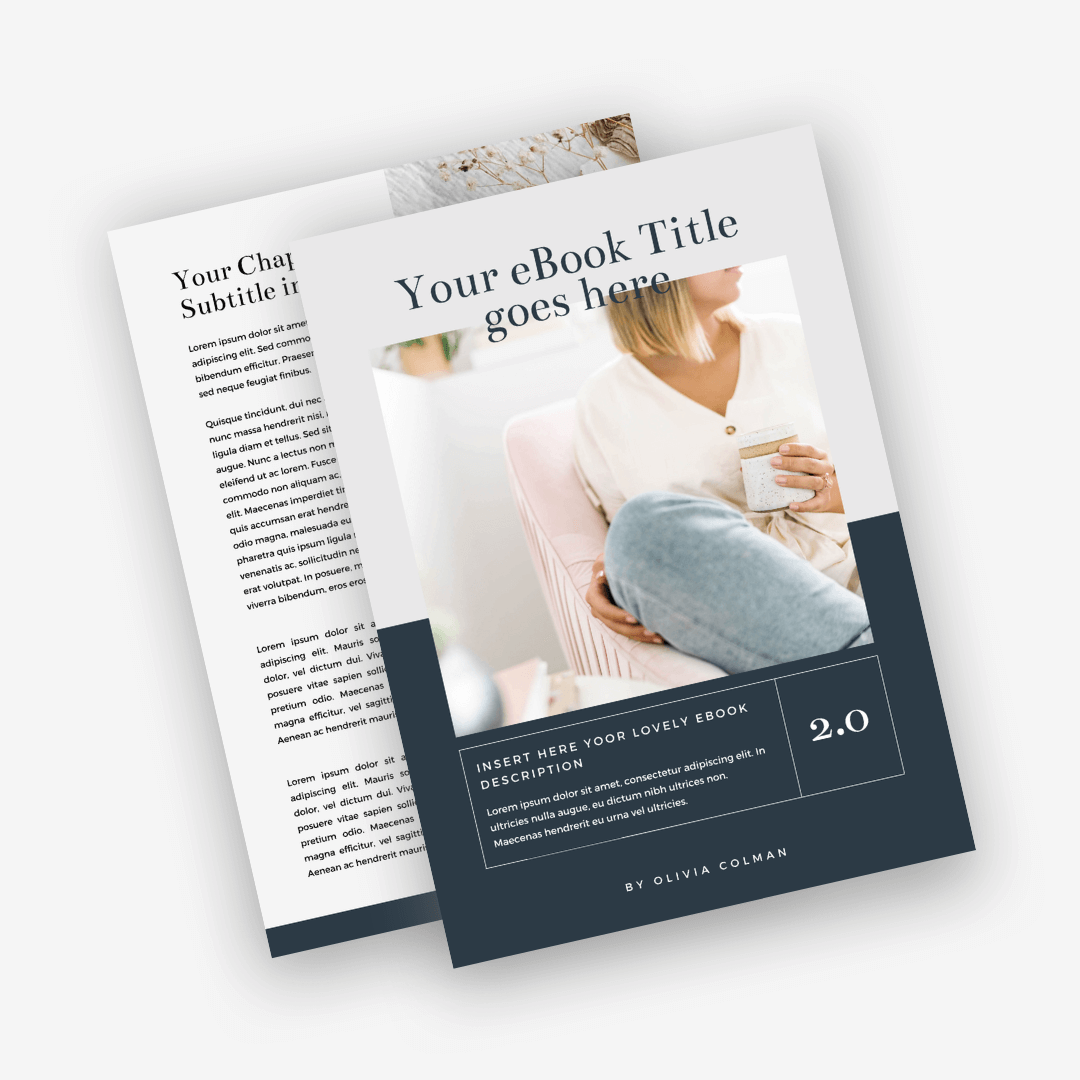 Your eBook Title
goes here
INSERT HERE YOOR LOVELY EBOOK
DESCRIPTION
Lorem ipsum dolor sit amet, consectetur adipiscing elit. In
ultricies nulla augue, eu dictum nibh ultrices non.
Maecenas hendrerit eu urna vel ultricies.
2.0
BY OLIVIA COLMAN
Your Chap
Subtitle in
Lorem ipsum dolor sit ame
adipiscing elit. Sed commo
bibendum efficitur. Praesen
sed neque feugiat finibus.
Quisque tincidunt, dui nec
nunc massa hendrerit nisi,
ligula diam et tellus. Sed sit
augue. Nunc a lectus non
eleifend ut ac lorem. Fusce
commodo non aliquam ac,
elit. Maecenas imperdiet
quis accumsan erat hendre
odio magna, malesuada eu
pharetra quis ipsum ligula
venenatis ac, sollicitudin ne
erat volutpat. In posuere, m
viverra bibendum, eros eros
Lorem ipsum dolor sit a
adipiscing elit. Mauris so
dolor, vel dictum dui. Viva
posuere vitae sapien solli
pretium odio. Maecenas
magna efficitur, vel sagitti
Aenean ac hendrerit mauri
Lorem ipsum dolor sit a
adipiscing elit. Mauris so
dolor, vel dictum dui. Viva
posuere vitae sapien solli
pretium odio. Maecenas
magna efficitur, vel sagitti
Aenean ac hendrerit mauri